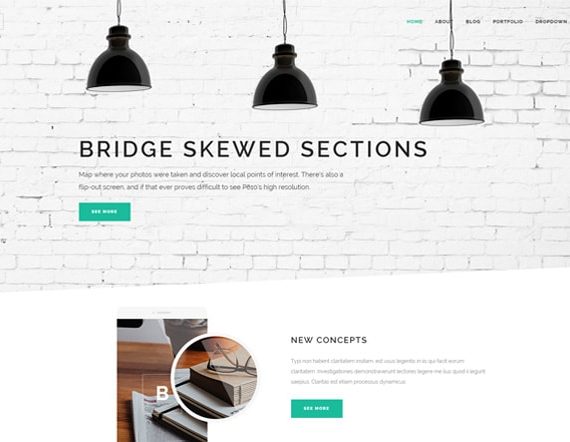 HOME ABOUT BLOG PORTFOLIO DROPDOWN
BRIDGE SKEWED SECTIONS
Map where your photos were taken and discover local points of interest. There's also a
flip-out screen, and if that ever proves difficult to see P610's high resolution.
SEE MORE
NEW CONCEPTS
Typi non habent claritatem insitam; est usus legentis in iis qui facit eorum
claritatem. Investigationes demonstraverunt lectores legere me lius quod ii legunt
saepius. Claritas est etiam processus dynamicus.
B
SEE MORE